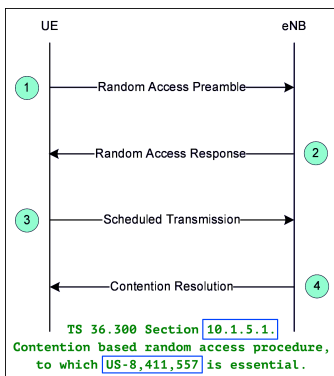 UE eNB
1 Random Access Preamble
Random Access Response 2
3 Scheduled Transmission
Contention Resolution 4
TS 36.300 Section 10.1.5.1.
Contention based random access procedure,
to which US-8,411,557 is essential.